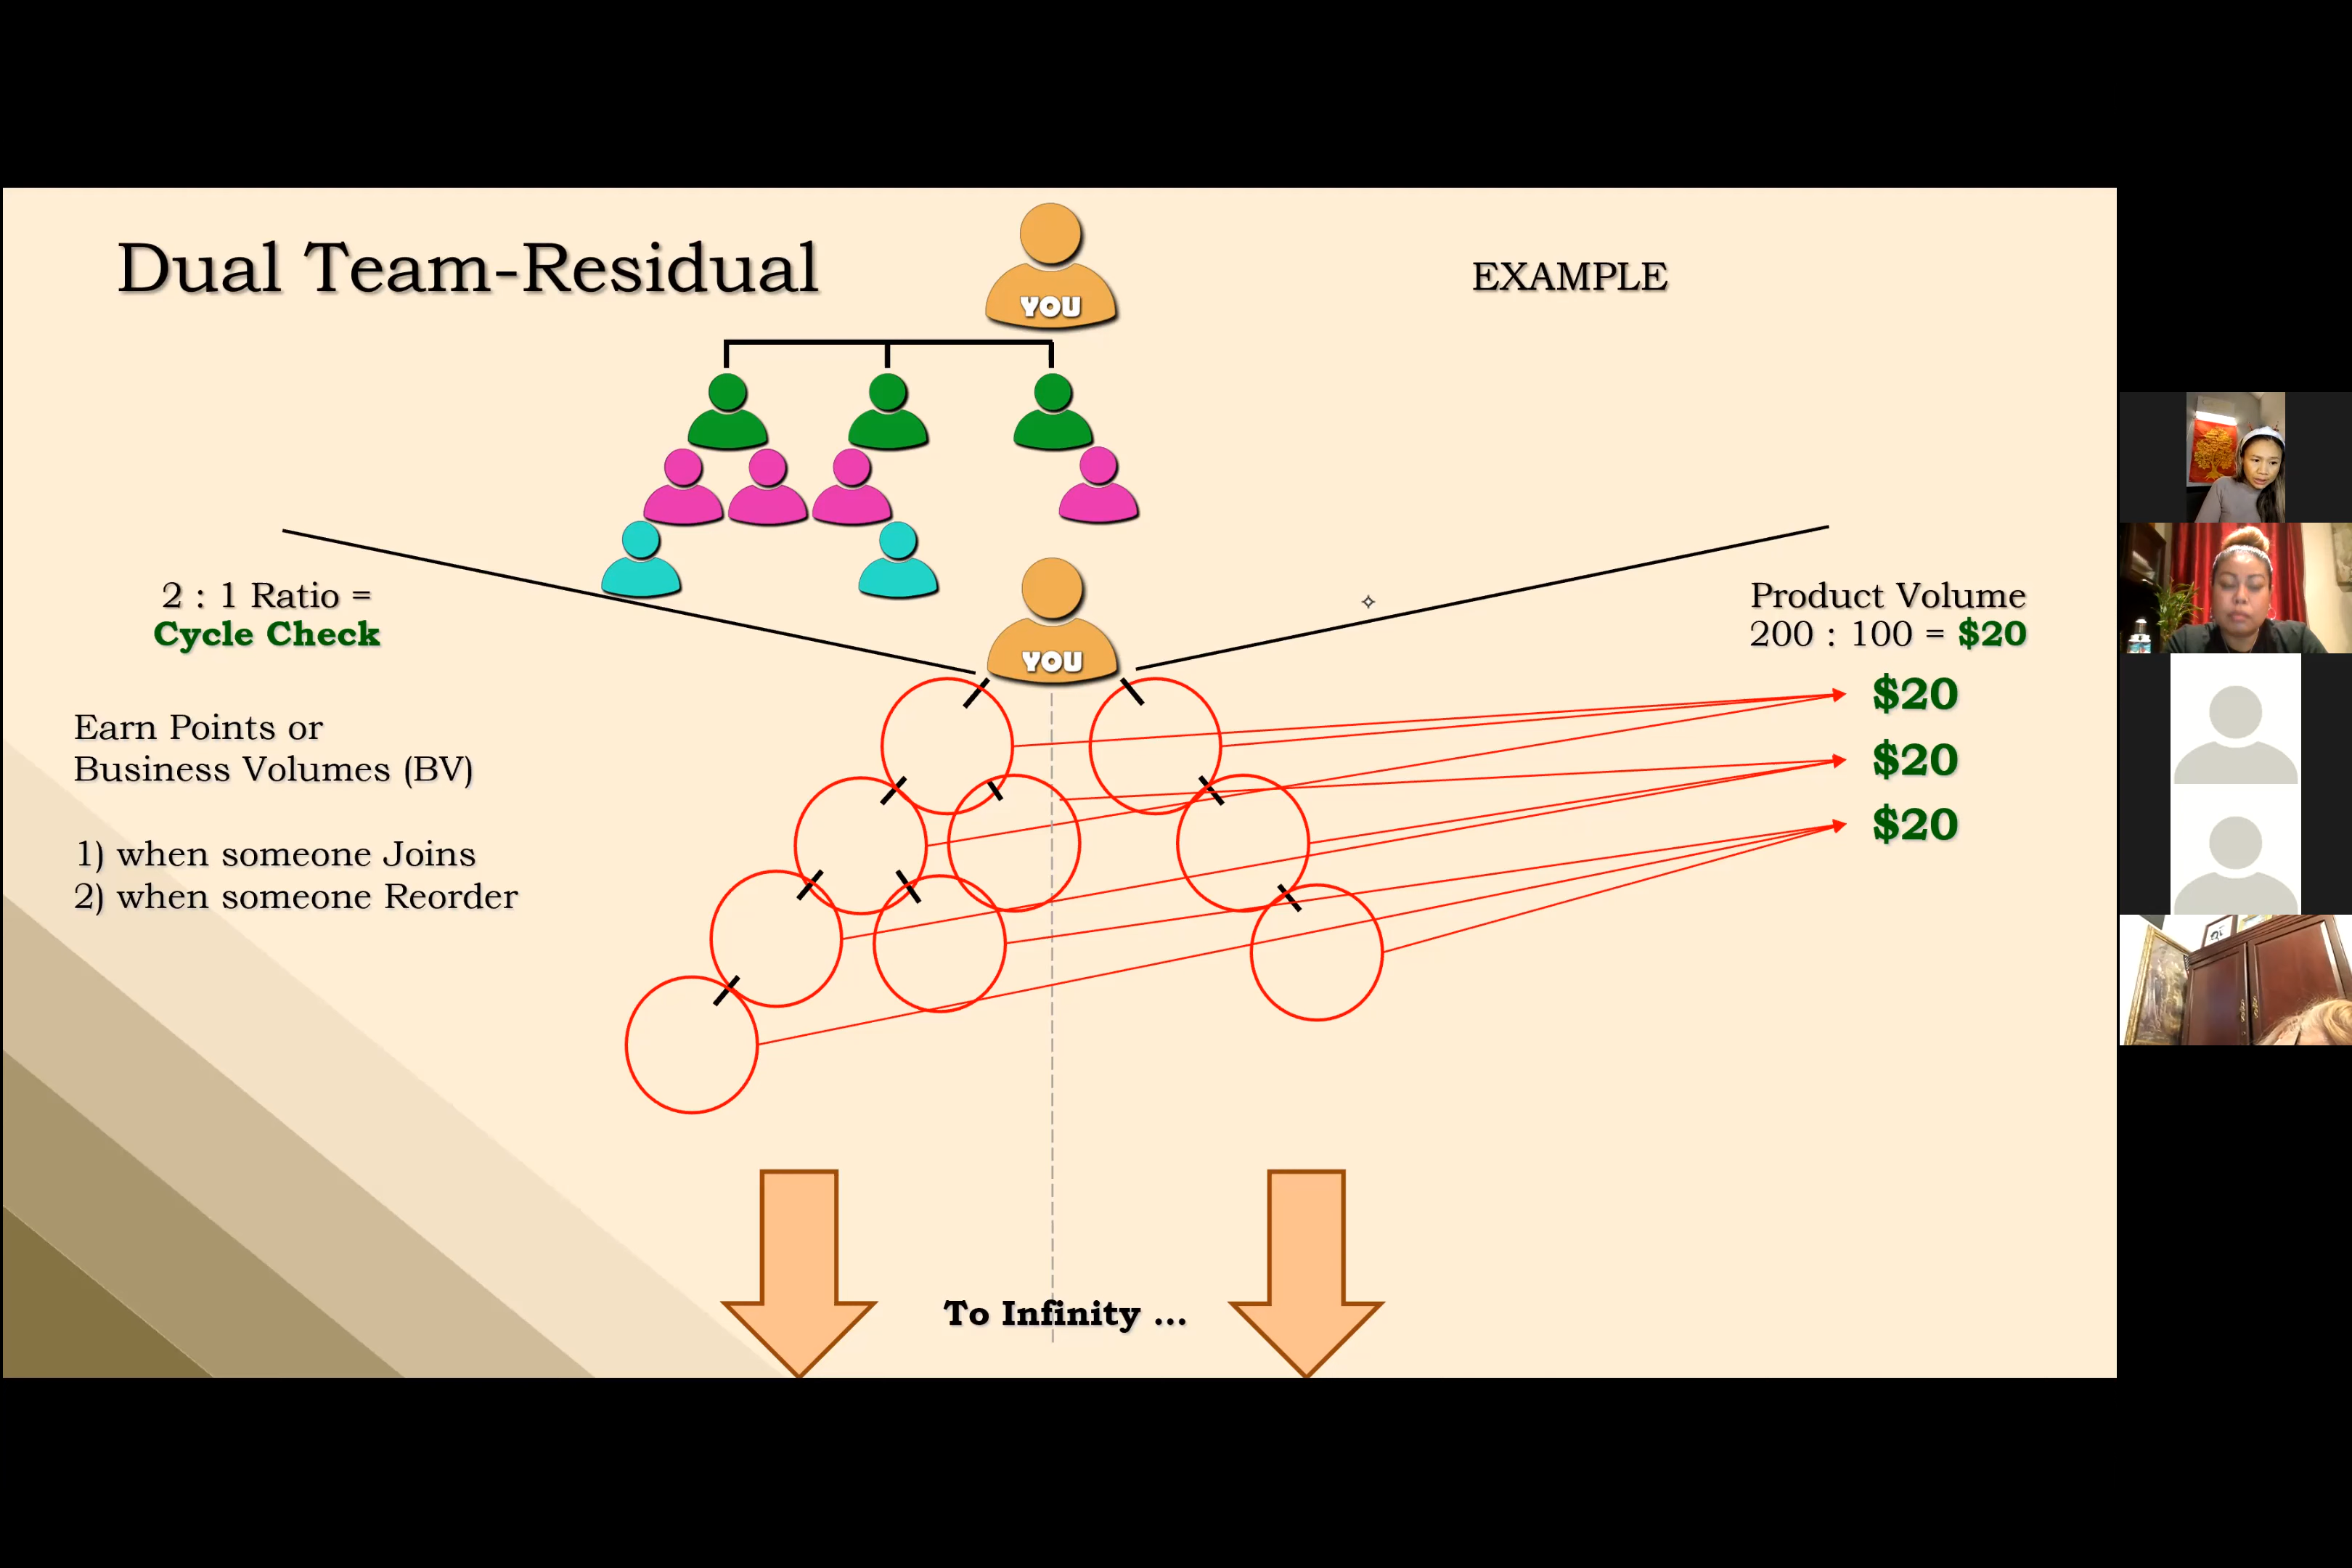 Dual Team-Residual
EXAMPLE
YOU
2 : 1 Ratio =
Cycle Check
Earn Points or
Business Volumes (BV)
1) when someone Joins
2) when someone Reorder
YOU
Product Volume
200 : 100 = $20
$20
$20
$20
To Infinity ...